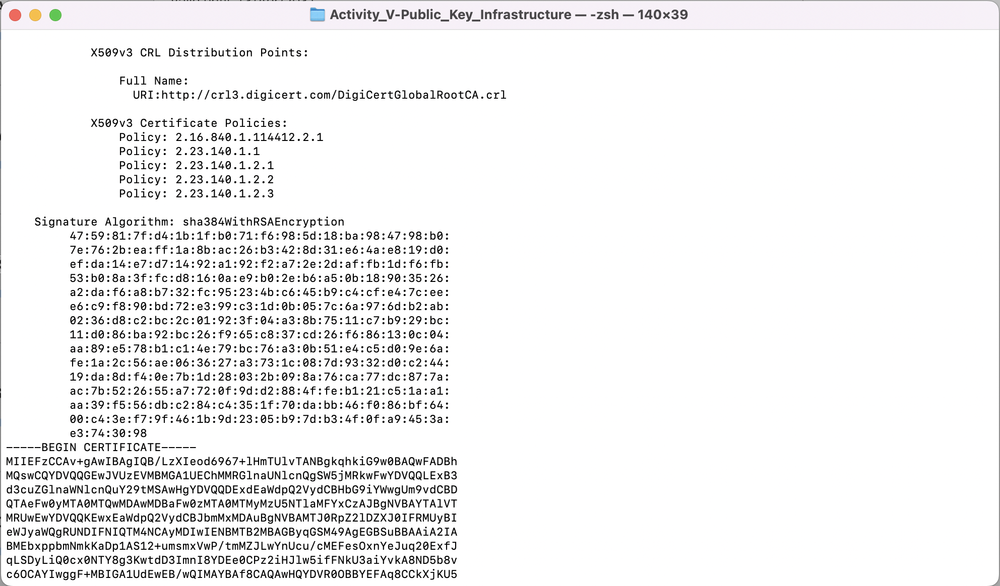 Activity_V-Public_Key_Infrastructure — -zsh — 140×39
X509v3 CRL Distribution Points:
Full Name:
URI:http://crl3.digicert.com/DigiCertGlobalRootCA.crl
X509v3 Certificate Policies:
Policy: 2.16.840.1.114412.2.1
Policy: 2.23.140.1.1
Policy: 2.23.140.1.2.1
Policy: 2.23.140.1.2.2
Policy: 2.23.140.1.2.3
Signature Algorithm: sha384WithRSAEncryption
47:59:81:7f:d4:1b:1f:b0:71:f6:98:5d:18:ba:98:47:98:b0:
7e:76:2b:ea:ff:1a:8b:ac:26:b3:42:8d:31:e6:4a:e8:19:d0:
ef:da:14:e7:d7:14:92:a1:92:f2:a7:2e:2d:af:fb:1d:f6:fb:
53:b0:8a:3f:fc:d8:16:0a:e9:b0:2e:b6:a5:0b:18:90:35:26:
a2:da:f6:a8:b7:32:fc:95:23:4b:c6:45:b9:c4:cf:e4:7c:ee:
e6:c9:f8:90:bd:72:e3:99:c3:1d:0b:05:7c:6a:97:6d:b2:ab:
02:36:d8:c2:bc:2c:01:92:3f:04:a3:8b:75:11:c7:b9:29:bc:
11:d0:86:ba:92:bc:26:f9:65:c8:37:cd:26:f6:86:13:0c:04:
aa:89:e5:78:b1:c1:4e:79:bc:76:a3:0b:51:e4:c5:d0:9e:6a:
fe:1a:2c:56:ae:06:36:27:a3:73:1c:08:7d:93:32:d0:c2:44:
19:da:8d:f4:0e:7b:1d:28:03:2b:09:8a:76:ca:77:dc:87:7a:
ac:7b:52:26:55:a7:72:0f:9d:d2:88:4f:fe:b1:21:c5:1a:a1:
aa:39:f5:56:db:c2:84:c4:35:1f:70:da:bb:46:f0:86:bf:64:
00:c4:3e:f7:9f:46:1b:9d:23:05:b9:7d:b3:4f:0f:a9:45:3a:
e3:74:30:98
-----BEGIN CERTIFICATE-----
MIIEFzCCAv+gAwIBAgIQB/LzXIeod6967+lHmTUlvTANBgkqhkiG9w0BAQwFADBh
MQswCQYDVQQGEwJVUzEVMBMGA1UEChMMRGlnaUNlcnQgSW5jMRkwFwYDVQQLExB3
d3cuZGlnaWNlcnQuY29tMSAwHgYDVQQDExdEaWdpQ2VydCBHbG9iYWwgUm9vdCBD
QTAeFw0yMTA0MTQwMDAwMDBaFw0zMTA0MTMyMzU5NTlaMFYxCzAJBgNVBAYTAlVT
MRUwEwYDVQQKEwxEaWdpQ2VydCBJbmMxMDAuBgNVBAMTJ0RpZ2lDZXJ0IFRMUyBI
eWJyaWQgRUNDIFNIQTM4NCAyMDIwIENBMTB2MBAGByqGSM49AgEGBSuBBAAiA2IA
BMEbxppbmNmkKaDp1AS12+umsmxVwP/tmMZJLwYnUcu/cMEFesOxnYeJuq20ExfJ
qLSDyLiQ0cx0NTY8g3KwtdD3ImnI8YDEe0CPz2iHJlw5ifFNkU3aiYvkA8ND5b8v
c6OCAYIwggF+MBIGA1UdEwEB/wQIMAYBAf8CAQAwHQYDVR0OBBYEFAq8CCkXjKU5